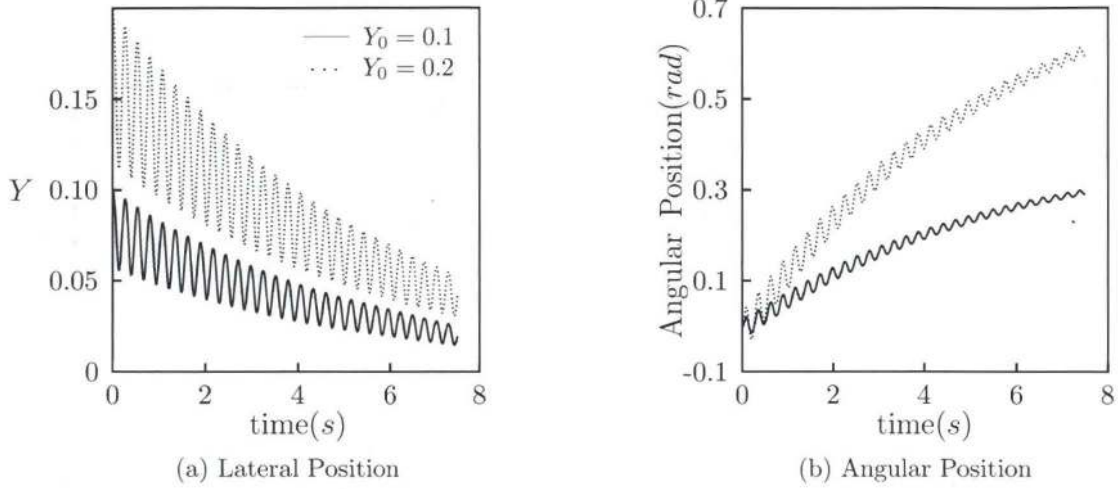 Y₀ = 0.1
Y₀ = 0.2
0.15
0.10
0.05
0
Y
0 2 4 6 8
time(s)
(a) Lateral Position
0.7
0.5
0.3
0.1
-0.1
Angular Position(rad)
0 2 4 6 8
time(s)
(b) Angular Position